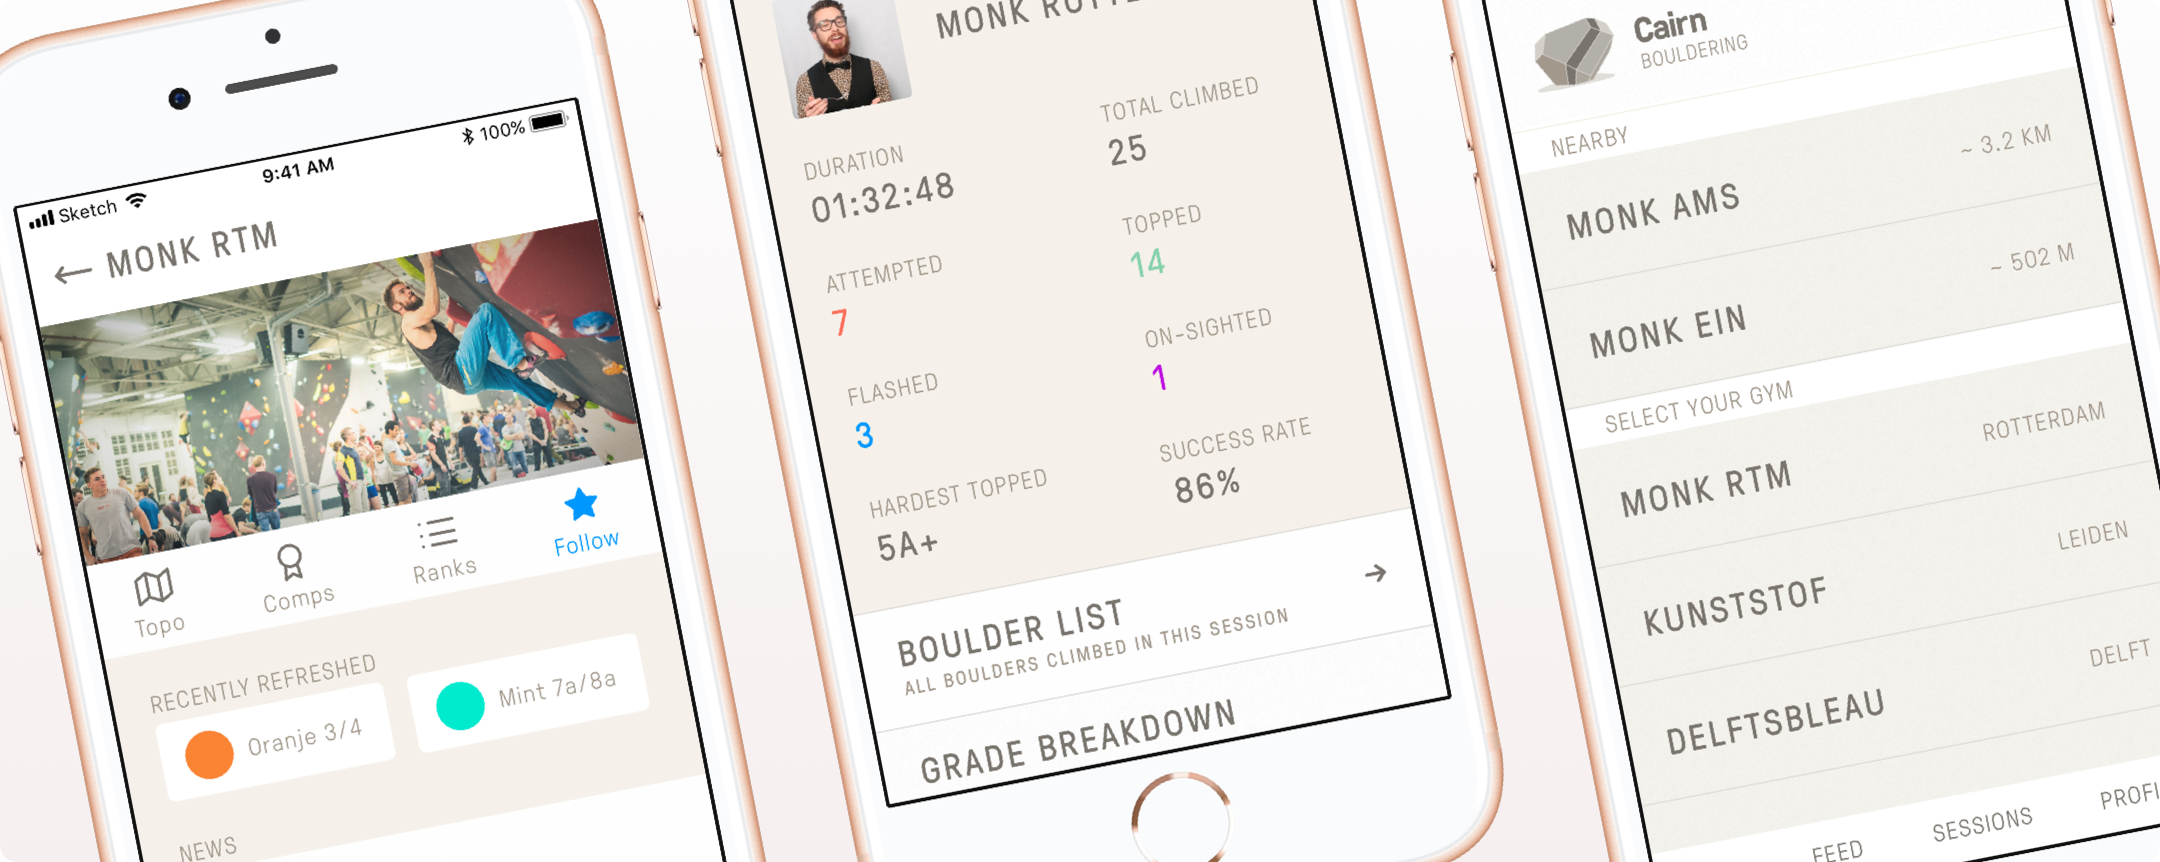 Sketch
9:41 AM
100%
MONK RTM
Topo
Comps
Ranks
Follow
RECENTLY REFRESHED
Oranje 3/4
Mint 7a/8a
NEWS
MONK
DURATION
01:32:48
TOTAL CLIMBED
25
ATTEMPTED
7
TOPPED
14
FLASHED
3
ON-SIGHTED
1
HARDEST TOPPED
5A+
SUCCESS RATE
86%
BOULDER LIST
ALL BOULDERS CLIMBED IN THIS SESSION
GRADE BREAKDOWN
Cairn
BOULDERING
NEARBY
MONK AMS
~ 3.2 KM
MONK EIN
~ 502 M
SELECT YOUR GYM
MONK RTM
ROTTERDAM
KUNSTSTOF
LEIDEN
DELFTSBLEAU
DELFT
FEED
SESSIONS
PROFI